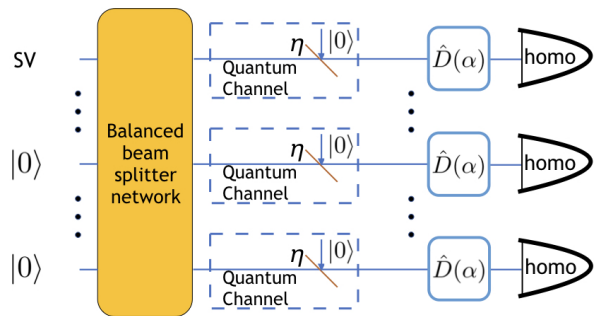 SV
η |0⟩
Quantum
Channel
D̂(α)
homo
Balanced
beam
splitter
network
|0⟩
η |0⟩
Quantum
Channel
D̂(α)
homo
|0⟩
η |0⟩
Quantum
Channel
D̂(α)
homo